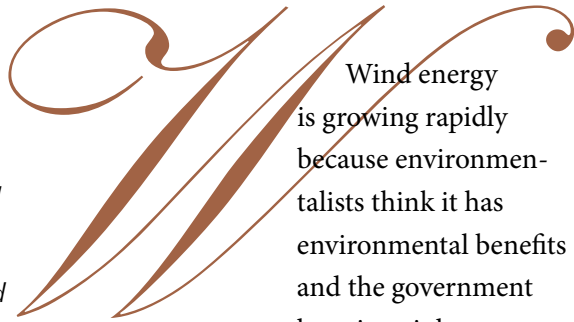 W
Wind energy
is growing rapidly
because environmen-
talists think it has
environmental benefits
and the government